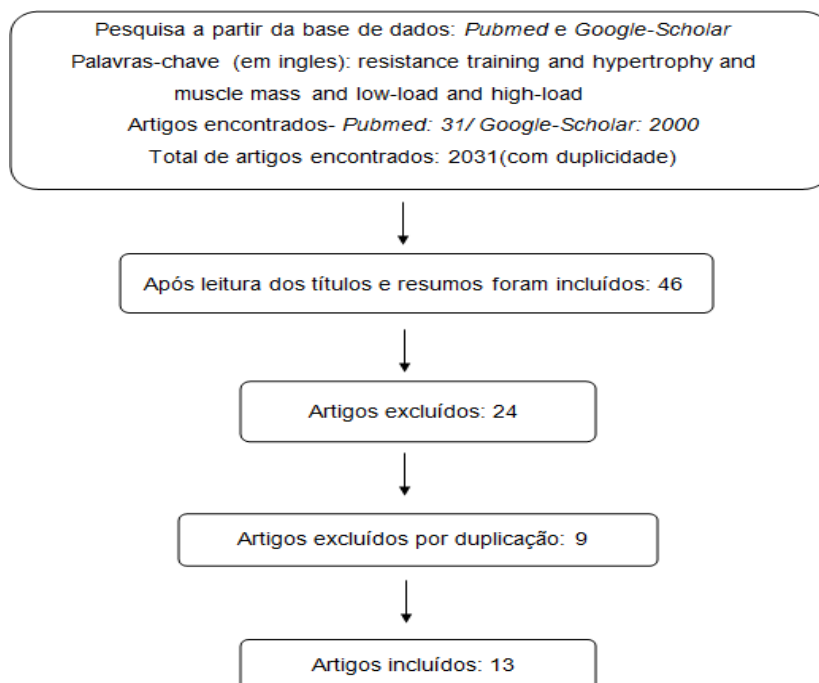 Pesquisa a partir da base de dados: Pubmed e Google-Scholar
Palavras-chave (em ingles): resistance training and hypertrophy and
muscle mass and low-load and high-load
Artigos encontrados- Pubmed: 31/ Google-Scholar: 2000
Total de artigos encontrados: 2031(com duplicidade)
Após leitura dos títulos e resumos foram incluídos: 46
Artigos excluídos: 24
Artigos excluídos por duplicação: 9
Artigos incluídos: 13